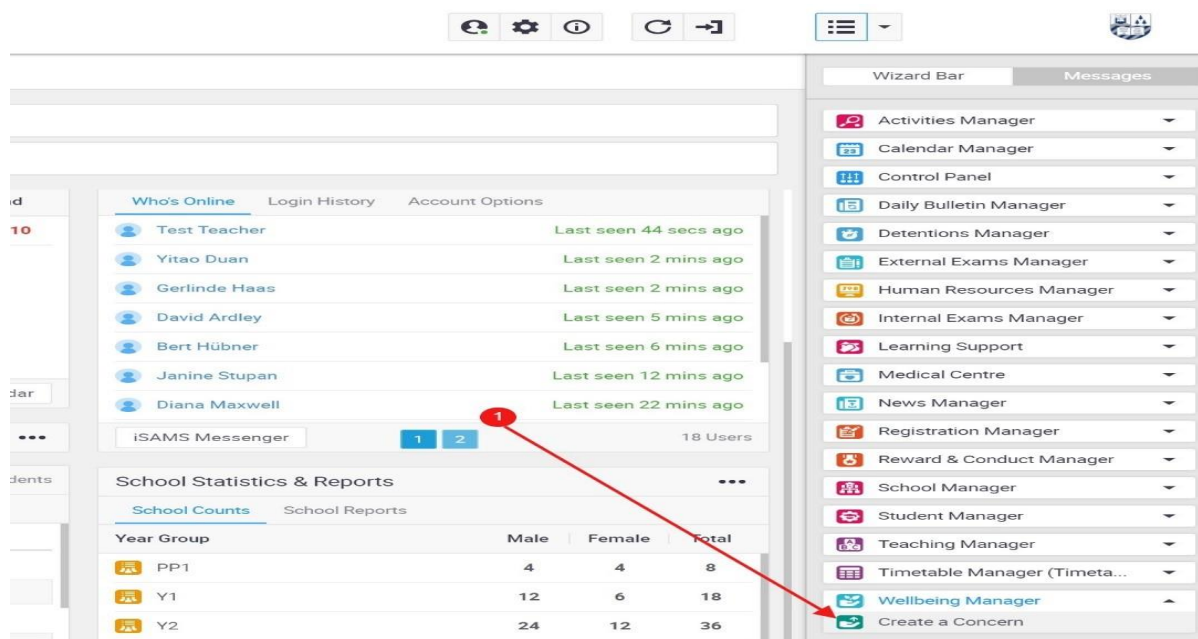 Wizard Bar Messages
Activities Manager
23 Calendar Manager
Control Panel
Daily Bulletin Manager
Detentions Manager
External Exams Manager
Human Resources Manager
Internal Exams Manager
Learning Support
Medical Centre
News Manager
Registration Manager
Reward & Conduct Manager
School Manager
Student Manager
Teaching Manager
Timetable Manager (Timeta...
Wellbeing Manager
Create a Concern
d
10
dar
dents
Who's Online Login History Account Options
Test Teacher Last seen 44 secs ago
Yitao Duan Last seen 2 mins ago
Gerlinde Haas Last seen 2 mins ago
David Ardley Last seen 5 mins ago
Bert Hübner Last seen 6 mins ago
Janine Stupan Last seen 12 mins ago
Diana Maxwell Last seen 22 mins ago
1
iSAMS Messenger 1 2 18 Users
School Statistics & Reports
School Counts School Reports
Year Group Male Female Total
PP1 4 4 8
Y1 12 6 18
Y2 24 12 36